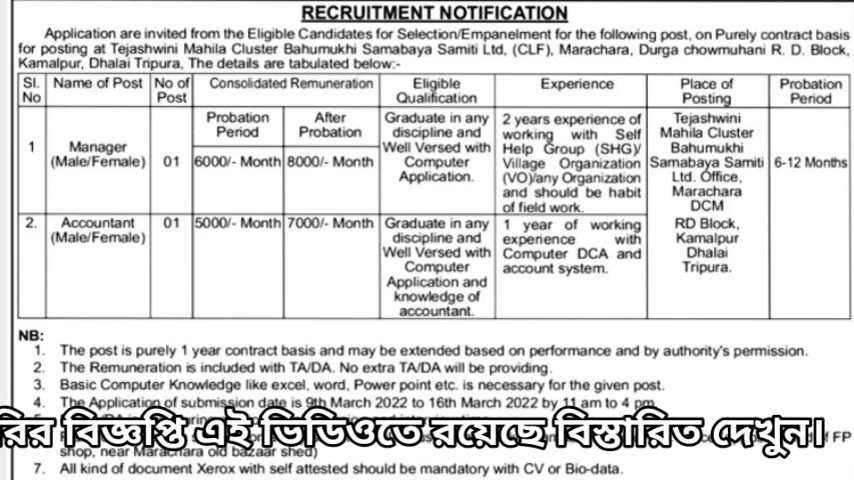 RECRUITMENT NOTIFICATION
Application are invited from the Eligible Candidates for Selection/Empanelment for the following post, on Purely contract basis
for posting at Tejashwini Mahila Cluster Bahumukhi Samabaya Samiti Ltd, (CLF), Marachara, Durga chowmuhani R. D. Block,
Kamalpur, Dhalai Tripura, The details are tabulated below:-
Sl. No | Name of Post | No of Post | Consolidated Remuneration | Eligible Qualification | Experience | Place of Posting | Probation Period
Probation Period | After Probation
1 | Manager (Male/Female) | 01 | 6000/- Month | 8000/- Month | Graduate in any discipline and Well Versed with Computer Application. | 2 years experience of working with Self Help Group (SHG)/ Village Organization (VO)/any Organization and should be habit of field work. | Tejashwini Mahila Cluster Bahumukhi Samabaya Samiti Ltd. Office, Marachara DCM RD Block, Kamalpur Dhalai Tripura. | 6-12 Months
2. | Accountant (Male/Female) | 01 | 5000/- Month | 7000/- Month | Graduate in any discipline and Well Versed with Computer Application and knowledge of accountant. | 1 year of working experience with Computer DCA and account system.
NB:
1. The post is purely 1 year contract basis and may be extended based on performance and by authority's permission.
2. The Remuneration is included with TA/DA. No extra TA/DA will be providing.
3. Basic Computer Knowledge like excel, word, Power point etc. is necessary for the given post.
4. The Application of submission date is 9th March 2022 to 16th March 2022 by 11 am to 4 pm
রির বিজ্ঞপ্তি এই ভিডিওতে রয়েছে বিস্তারিত দেখুন।
FP
shop, near Marachara old bazaar shed)
7. All kind of document Xerox with self attested should be mandatory with CV or Bio-data.